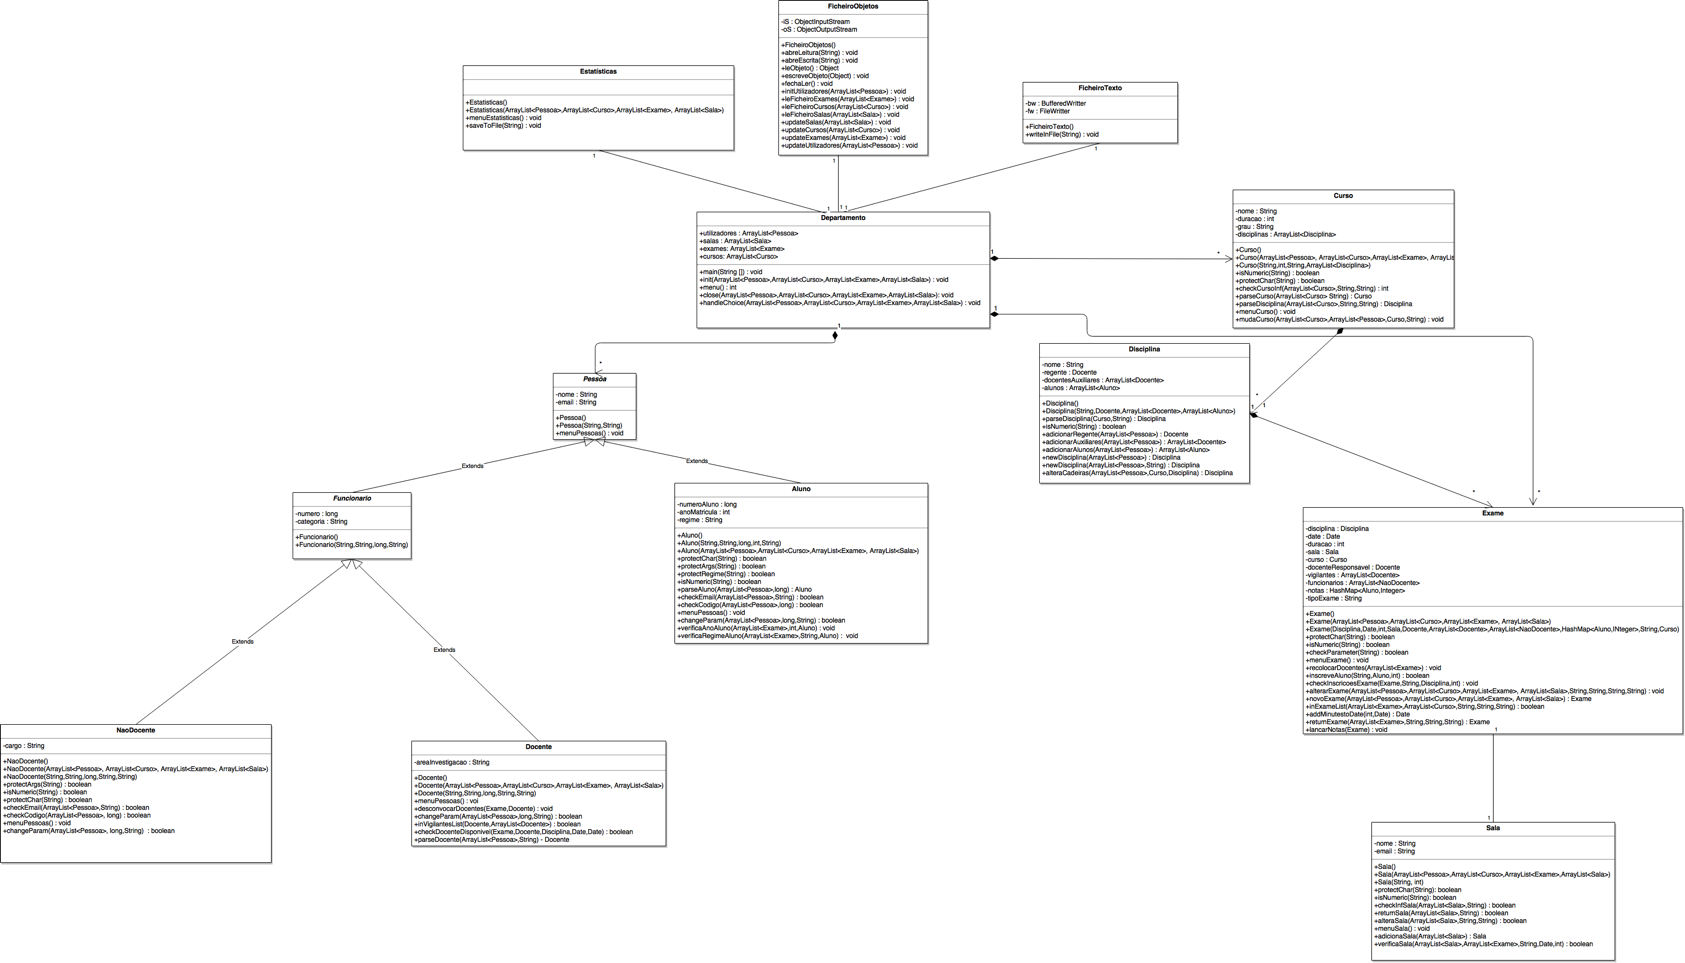 FicheiroObjetos
-iS : ObjectInputStream
-oS : ObjectOutputStream
+FicheiroObjetos()
+abreLeitura(String) : void
+abreEscrita(String) : void
+leObjeto() : Object
+escreveObjeto(Object) : void
+fechaLer() : void
+initUtilizadores(ArrayList<Pessoa>) : void
+leFicheiroExames(ArrayList<Exame>) : void
+leFicheiroCursos(ArrayList<Curso>) : void
+leFicheiroSalas(ArrayList<Sala>) : void
+updateSalas(ArrayList<Sala>) : void
+updateCursos(ArrayList<Curso>) : void
+updateExames(ArrayList<Exame>) : void
+updateUtilizadores(ArrayList<Pessoa>) : void
1
Estatísticas
+Estatisticas()
+Estatisticas(ArrayList<Pessoa>,ArrayList<Curso>,ArrayList<Exame>, ArrayList<Sala>)
+menuEstatisticas() : void
+saveToFile(String) : void
1
FicheiroTexto
-bw : BufferedWritter
-fw : FileWritter
+FicheiroTexto()
+writeInFile(String) : void
1
1
1 1
Departamento
+utilizadores : ArrayList<Pessoa>
+salas : ArrayList<Sala>
+exames: ArrayList<Exame>
+cursos: ArrayList<Curso>
+main(String []) : void
+init(ArrayList<Pessoa>,ArrayList<Curso>,ArrayList<Exame>,ArrayList<Sala>) : void
+menu() : int
+close(ArrayList<Pessoa>,ArrayList<Curso>,ArrayList<Exame>,ArrayList<Sala>): void
+handleChoice(ArrayList<Pessoa>,ArrayList<Curso>,ArrayList<Exame>,ArrayList<Sala>) : void
1
1
1
*
Curso
-nome : String
-duracao : int
-grau : String
-disciplinas : ArrayList<Disciplina>
+Curso()
+Curso(ArrayList<Pessoa>, ArrayList<Curso>,ArrayList<Exame>, ArrayLis
+Curso(String,int,String,ArrayList<Disciplina>)
+isNumeric(String) : boolean
+protectChar(String) : boolean
+checkCursoInf(ArrayList<Curso>,String,String) : int
+parseCurso(ArrayList<Curso> String) : Curso
+parseDisciplina(ArrayList<Curso>,String,String) : Disciplina
+menuCurso() : void
+mudaCurso(ArrayList<Curso>,ArrayList<Pessoa>,Curso,String) : void
Disciplina
-nome : String
-regente : Docente
-docentesAuxiliares : ArrayList<Docente>
-alunos : ArrayList<Aluno>
+Disciplina()
+Disciplina(String,Docente,ArrayList<Docente>,ArrayList<Aluno>)
+parseDisciplina(Curso,String) : Disciplina
+isNumeric(String) : boolean
+adicionarRegente(ArrayList<Pessoa>) : Docente
+adicionarAuxiliares(ArrayList<Pessoa>) : ArrayList<Docente>
+adicionarAlunos(ArrayList<Pessoa>) : ArrayList<Aluno>
+newDisciplina(ArrayList<Pessoa>) : Disciplina
+newDisciplina(ArrayList<Pessoa>,String) : Disciplina
+alteraCadeiras(ArrayList<Pessoa>,Curso,Disciplina) : Disciplina
*
1 1
*
*
*
Pessoa
-nome : String
-email : String
+Pessoa()
+Pessoa(String,String)
+menuPessoas() : void
Extends
Extends
Funcionario
-numero : long
-categoria : String
+Funcionario()
+Funcionario(String,String,long,String)
Aluno
-numeroAluno : long
-anoMatricula : int
-regime : String
+Aluno()
+Aluno(String,String,long,int,String)
+Aluno(ArrayList<Pessoa>,ArrayList<Curso>,ArrayList<Exame>, ArrayList<Sala>)
+protectChar(String) : boolean
+protectArgs(String) : boolean
+protectRegime(String) : boolean
+isNumeric(String) : boolean
+parseAluno(ArrayList<Pessoa>,long) : Aluno
+checkEmail(ArrayList<Pessoa>,String) : boolean
+checkCodigo(ArrayList<Pessoa>,long) : boolean
+menuPessoas() : void
+changeParam(ArrayList<Pessoa>,long,String) : boolean
+verificaAnoAluno(ArrayList<Exame>,int,Aluno) : void
+verificaRegimeAluno(ArrayList<Exame>,String,Aluno) : void
Exame
-disciplina : Disciplina
-date : Date
-duracao : int
-sala : Sala
-curso : Curso
-docenteResponsavel : Docente
-vigilantes : ArrayList<Docente>
-funcionarios : ArrayList<NaoDocente>
-notas : HashMap<Aluno,Integer>
-tipoExame : String
+Exame()
+Exame(ArrayList<Pessoa>,ArrayList<Curso>,ArrayList<Exame>, ArrayList<Sala>)
+Exame(Disciplina,Date,int,Sala,Docente,ArrayList<Docente>,ArrayList<NaoDocente>,HashMap<Aluno,INteger>,String,Curso)
+protectChar(String) : boolean
+isNumeric(String) : boolean
+checkParameter(String) : boolean
+menuExame() : void
+recolocarDocentes(ArrayList<Exame>) : void
+inscreveAluno(String,Aluno,int) : boolean
+checkInscricoesExame(Exame,String,Disciplina,int) : void
+alterarExame(ArrayList<Pessoa>,ArrayList<Curso>,ArrayList<Exame>, ArrayList<Sala>,String,String,String,String) : void
+novoExame(ArrayList<Pessoa>,ArrayList<Curso>,ArrayList<Exame>, ArrayList<Sala>) : Exame
+inExameList(ArrayList<Exame>,ArrayList<Curso>,String,String,String) : boolean
+addMinutestoDate(int,Date) : Date
+returnExame(ArrayList<Exame>,String,String,String) : Exame
+lancarNotas(Exame) : void
1
1
Extends
Extends
NaoDocente
-cargo : String
+NaoDocente()
+NaoDocente(ArrayList<Pessoa>, ArrayList<Curso>, ArrayList<Exame>, ArrayList<Sala>)
+NaoDocente(String,String,long,String,String)
+protectArgs(String) : boolean
+isNumeric(String) : boolean
+protectChar(String) : boolean
+checkEmail(ArrayList<Pessoa>,String) : boolean
+checkCodigo(ArrayList<Pessoa>, long) : boolean
+menuPessoas() : void
+changeParam(ArrayList<Pessoa>, long,String) : boolean
Docente
-areaInvestigacao : String
+Docente()
+Docente(ArrayList<Pessoa>,ArrayList<Curso>,ArrayList<Exame>, ArrayList<Sala>)
+Docente(String,String,long,String,String)
+menuPessoas() : voi
+desconvocarDocentes(Exame,Docente) : void
+changeParam(ArrayList<Pessoa>,long,String) : boolean
+inVigilantesList(Docente,ArrayList<Docente>) : boolean
+checkDocenteDisponivel(Exame,Docente,Disciplina,Date,Date) : boolean
+parseDocente(ArrayList<Pessoa>,String) - Docente
Sala
-nome : String
-email : String
+Sala()
+Sala(ArrayList<Pessoa>,ArrayList<Curso>,ArrayList<Exame>,ArrayList<Sala>)
+Sala(String, int)
+protectChar(String): boolean
+isNumeric(String): boolean
+checkInfSala(ArrayList<Sala>,String) : boolean
+returnSala(ArrayList<Sala>,String) : boolean
+alteraSala(ArrayList<Sala>,String,String) : boolean
+menuSala() : void
+adicionaSala(ArrayList<Sala>) : Sala
+verificaSala(ArrayList<Sala>,ArrayList<Exame>,String,Date,int) : boolean